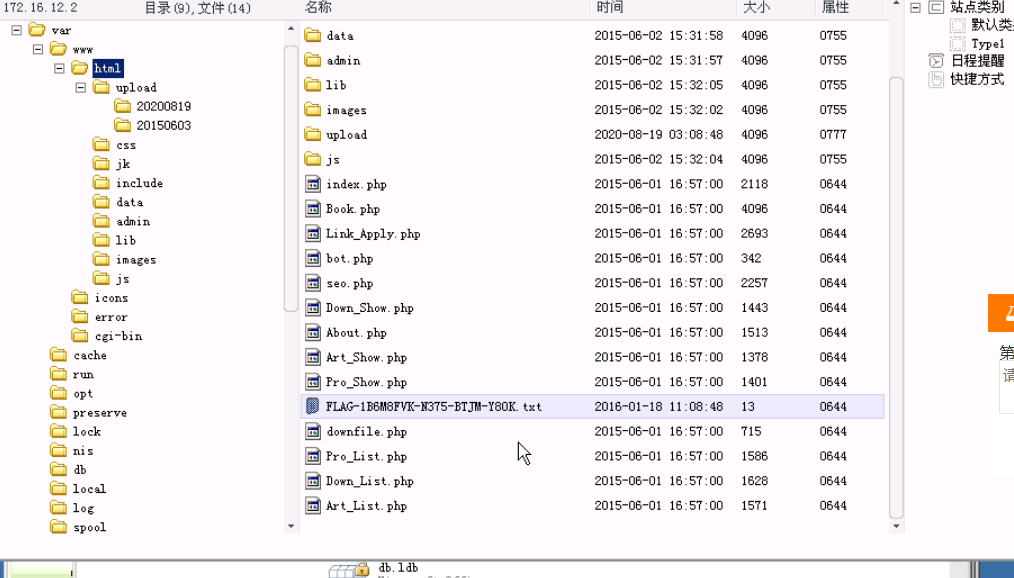 172.16.12.2 目录(9),文件(14) 名称 时间 大小 属性
var
www
html
upload
20200819
20150603
css
jk
include
data
admin
lib
images
js
icons
error
cgi-bin
cache
run
opt
preserve
lock
nis
db
local
log
spool
data 2015-06-02 15:31:58 4096 0755
admin 2015-06-02 15:31:57 4096 0755
lib 2015-06-02 15:32:05 4096 0755
images 2015-06-02 15:32:02 4096 0755
upload 2020-08-19 03:08:48 4096 0777
js 2015-06-02 15:32:04 4096 0755
index.php 2015-06-01 16:57:00 2118 0644
Book.php 2015-06-01 16:57:00 4096 0644
Link_Apply.php 2015-06-01 16:57:00 2693 0644
bot.php 2015-06-01 16:57:00 342 0644
seo.php 2015-06-01 16:57:00 2257 0644
Down_Show.php 2015-06-01 16:57:00 1443 0644
About.php 2015-06-01 16:57:00 1513 0644
Art_Show.php 2015-06-01 16:57:00 1378 0644
Pro_Show.php 2015-06-01 16:57:00 1401 0644
FLAG-1B6M8FVK-N375-BTJM-Y8OK.txt 2016-01-18 11:08:48 13 0644
downfile.php 2015-06-01 16:57:00 715 0644
Pro_List.php 2015-06-01 16:57:00 1586 0644
Down_List.php 2015-06-01 16:57:00 1628 0644
Art_List.php 2015-06-01 16:57:00 1571 0644
站点类别
默认类
Type1
日程提醒
快捷方式
第
请
db.ldb